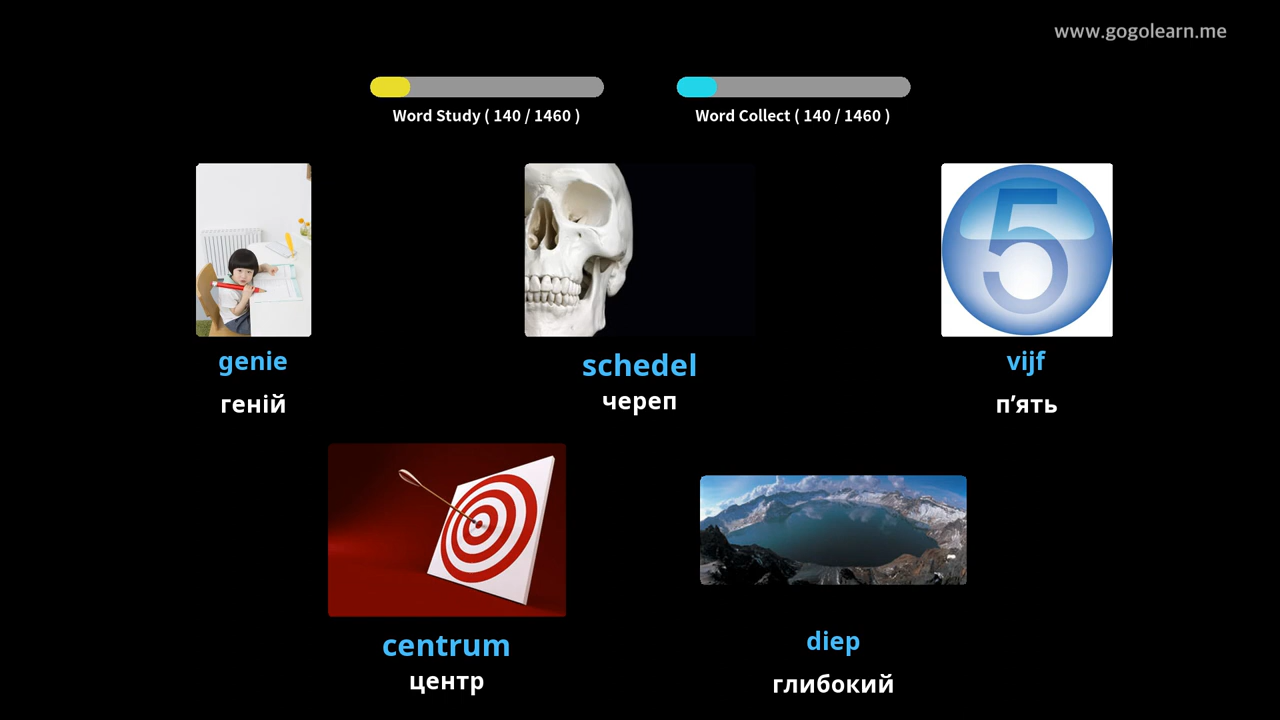 www.gogolearn.me
Word Study ( 140 / 1460 )
Word Collect ( 140 / 1460 )
5
genie
геній
schedel
череп
vijf
п’ять
centrum
центр
diep
глибокий